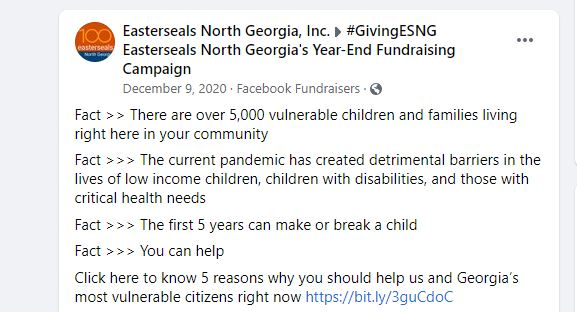 100
easterseals
North Georgia
Easterseals North Georgia, Inc. ▶ #GivingESNG
Easterseals North Georgia's Year-End Fundraising
Campaign
December 9, 2020 · Facebook Fundraisers ·
Fact >> There are over 5,000 vulnerable children and families living
right here in your community
Fact >>> The current pandemic has created detrimental barriers in the
lives of low income children, children with disabilities, and those with
critical health needs
Fact >>> The first 5 years can make or break a child
Fact >>> You can help
Click here to know 5 reasons why you should help us and Georgia's
most vulnerable citizens right now https://bit.ly/3guCdoC